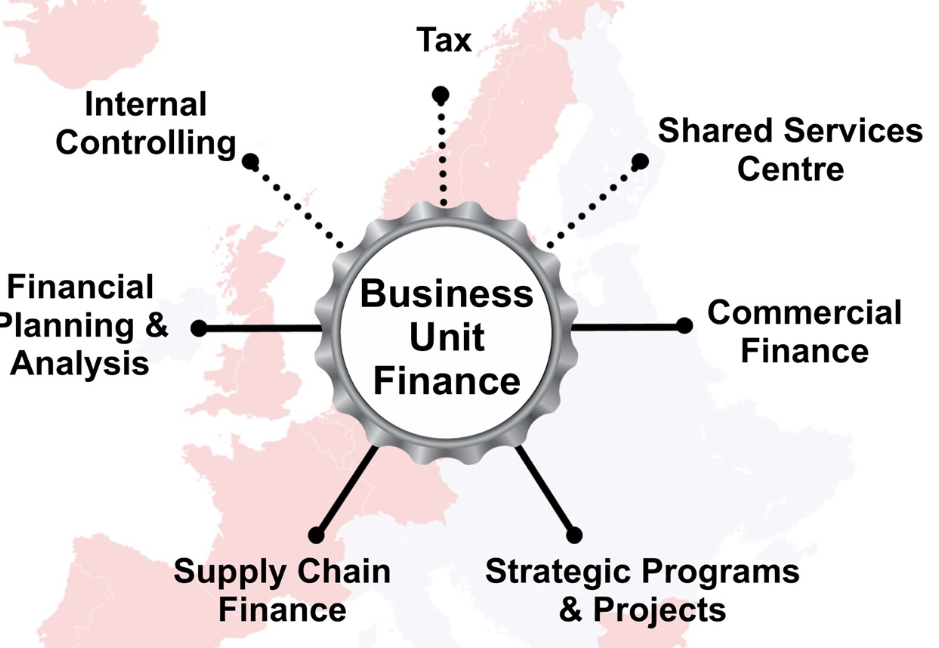 Tax
Internal
Controlling
Shared Services
Centre
Financial
Planning &
Analysis
Business
Unit
Finance
Commercial
Finance
Supply Chain
Finance
Strategic Programs
& Projects